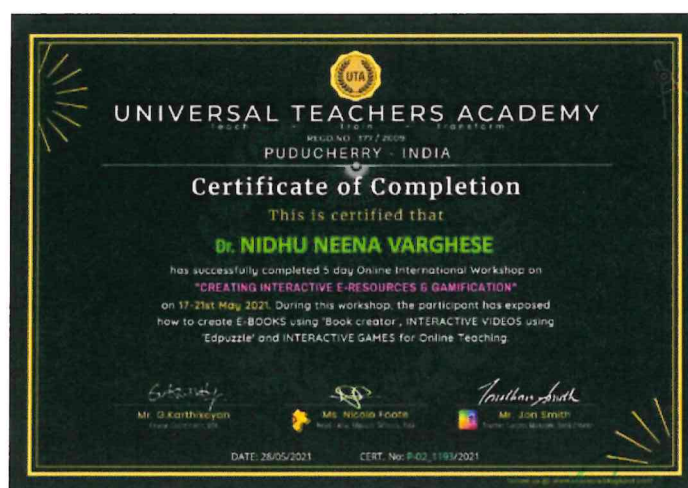 UTA
UNIVERSAL TEACHERS ACADEMY
Teach - Train - Transform
REGD.NO : 377 / 2009
PUDUCHERRY - INDIA
Certificate of Completion
This is certified that
Dr. NIDHU NEENA VARGHESE
has successfully completed 5 day Online International Workshop on
"CREATING INTERACTIVE E-RESOURCES & GAMIFICATION"
on 17-21st May 2021. During this workshop, the participant has exposed
how to create E-BOOKS using 'Book creator', INTERACTIVE VIDEOS using
'Edpuzzle' and INTERACTIVE GAMES for Online Teaching.
Jonathan Smith
Mr. G.Karthikeyan Ms. Nicola Foote Mr. Jon Smith
DATE: 28/05/2021 CERT. No: P-02_1193/2021